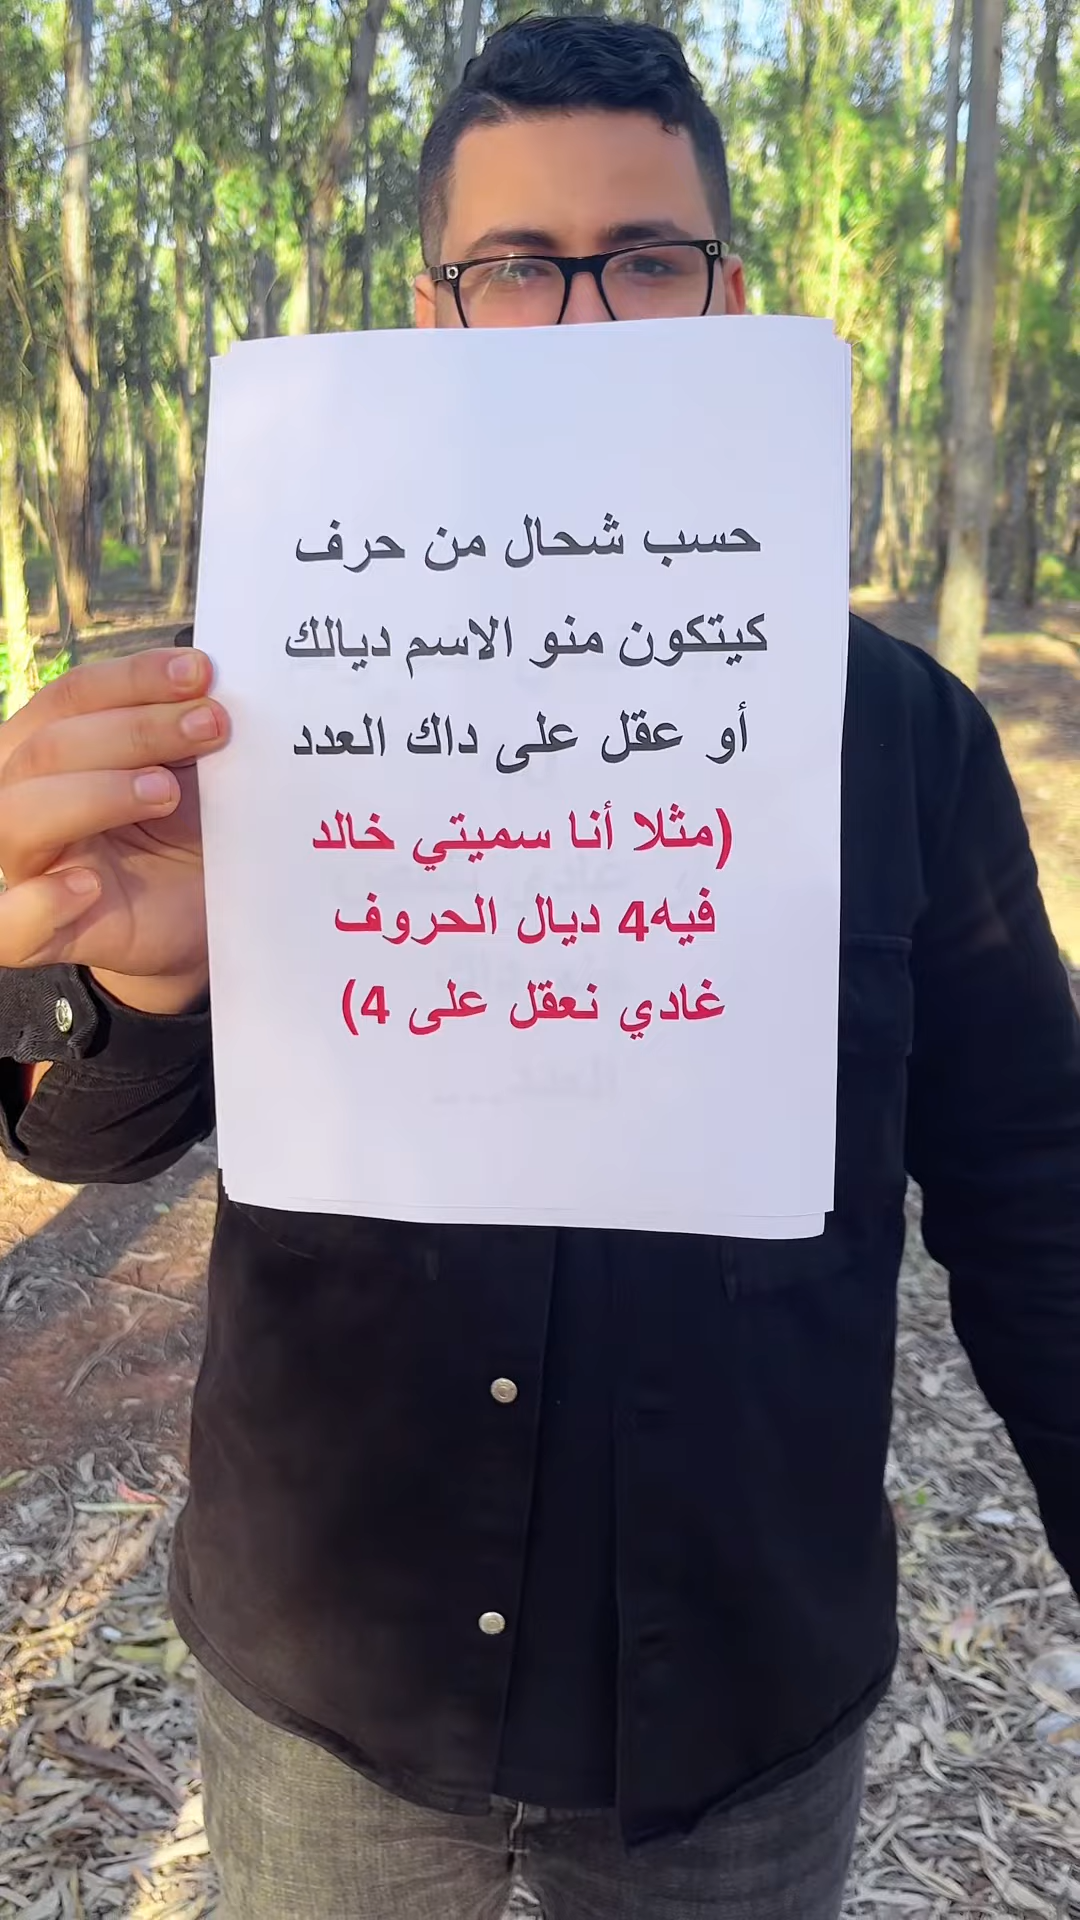 حسب شحال من حرف
كيتكون منو الاسم ديالك
أو عقل على داك العدد
(مثلا أنا سميتي خالد
فيه4 ديال الحروف
غادي نعقل على 4)